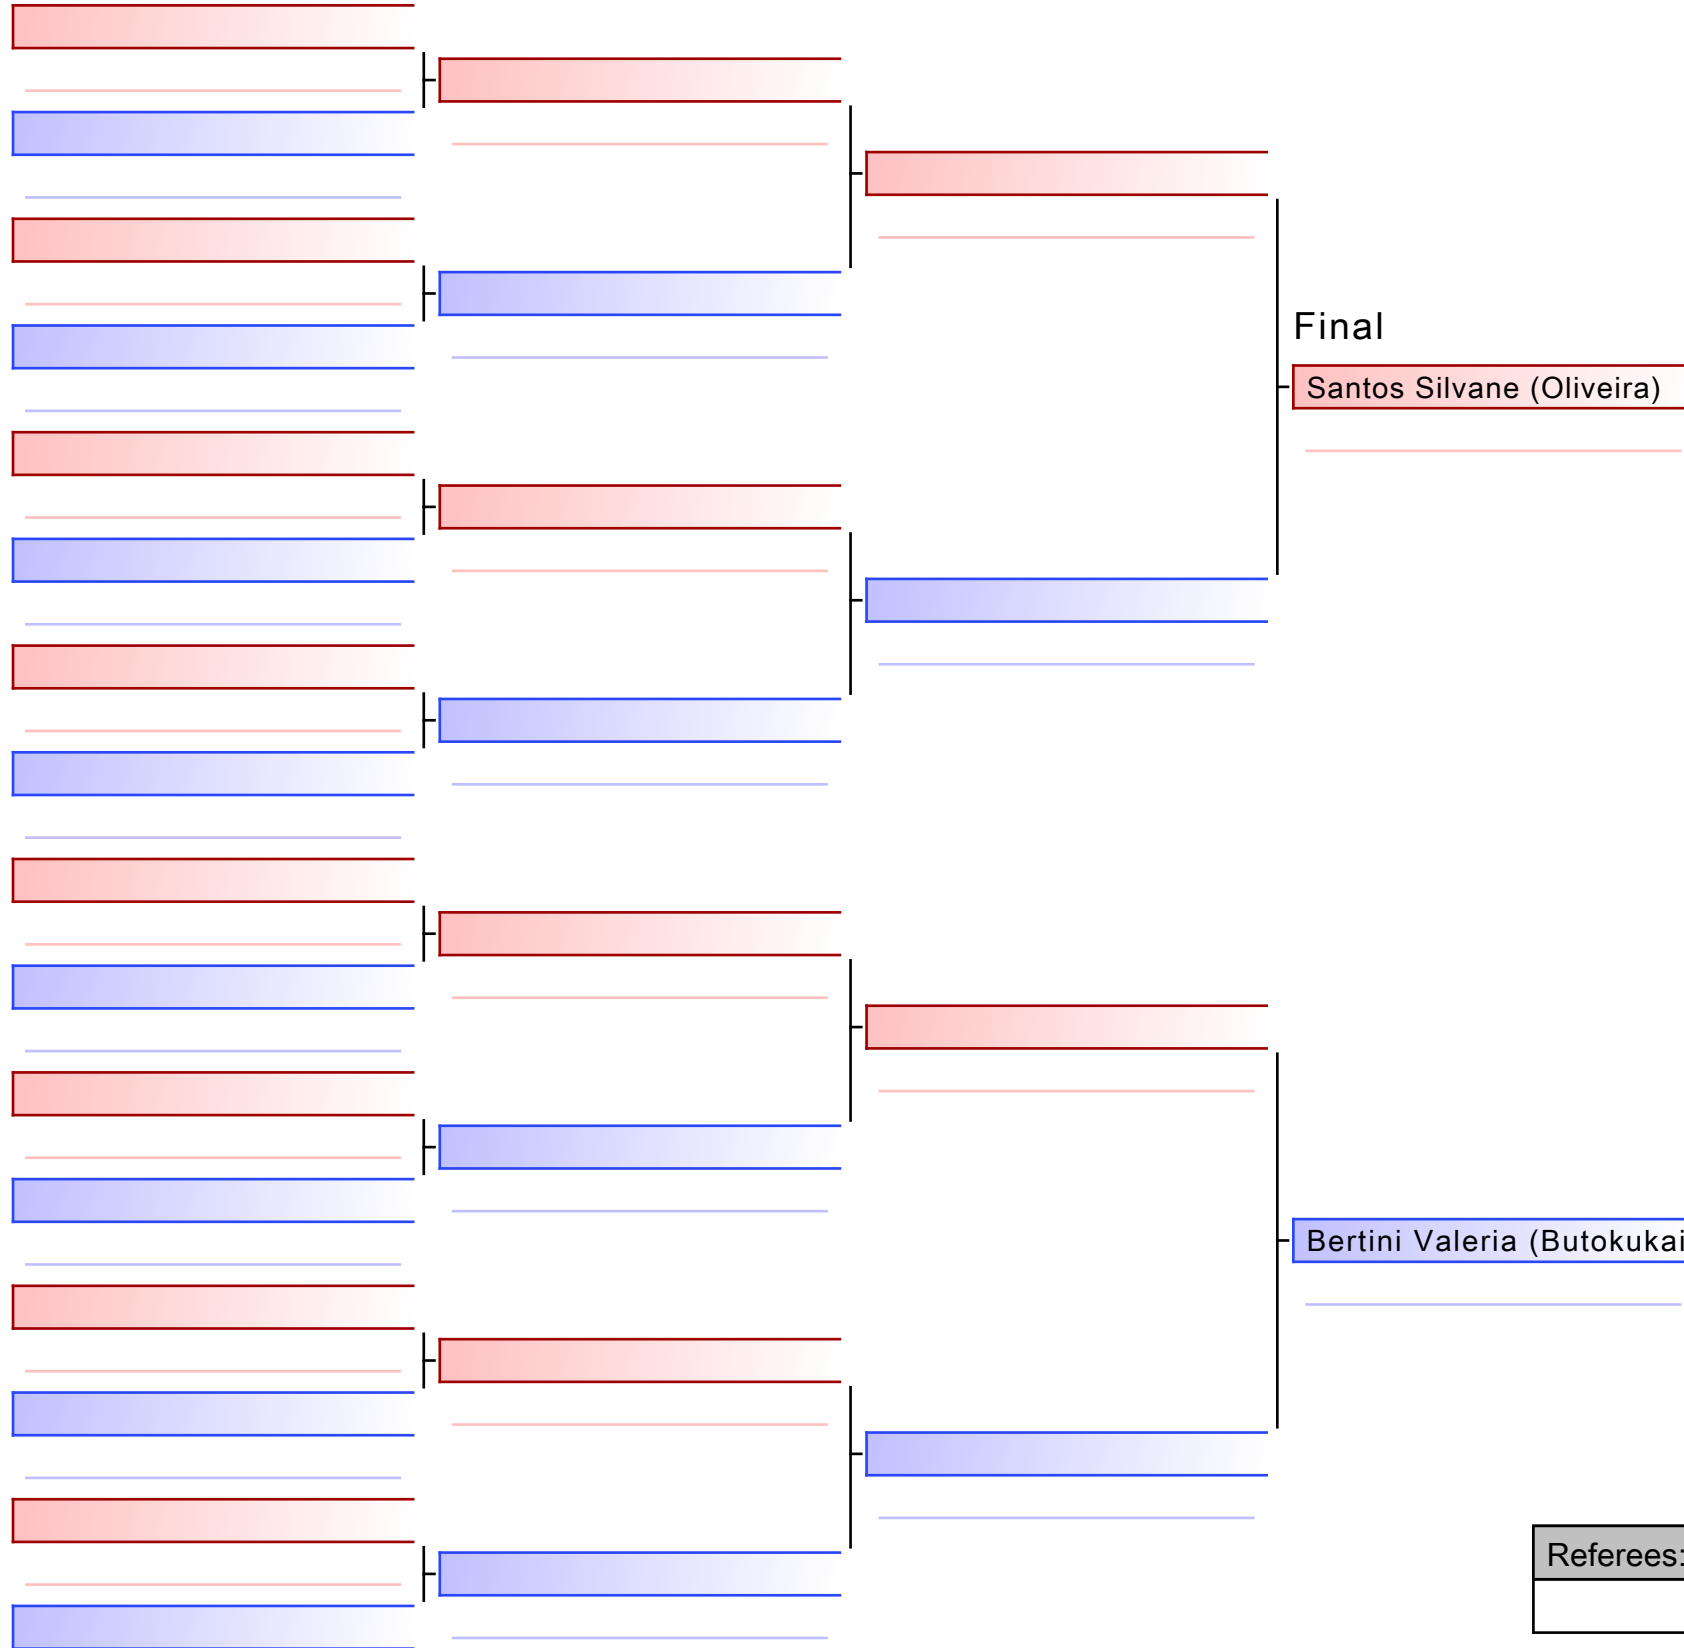 Final
Santos Silvane (Oliveira)
Bertini Valeria (Butokukai
Referees: